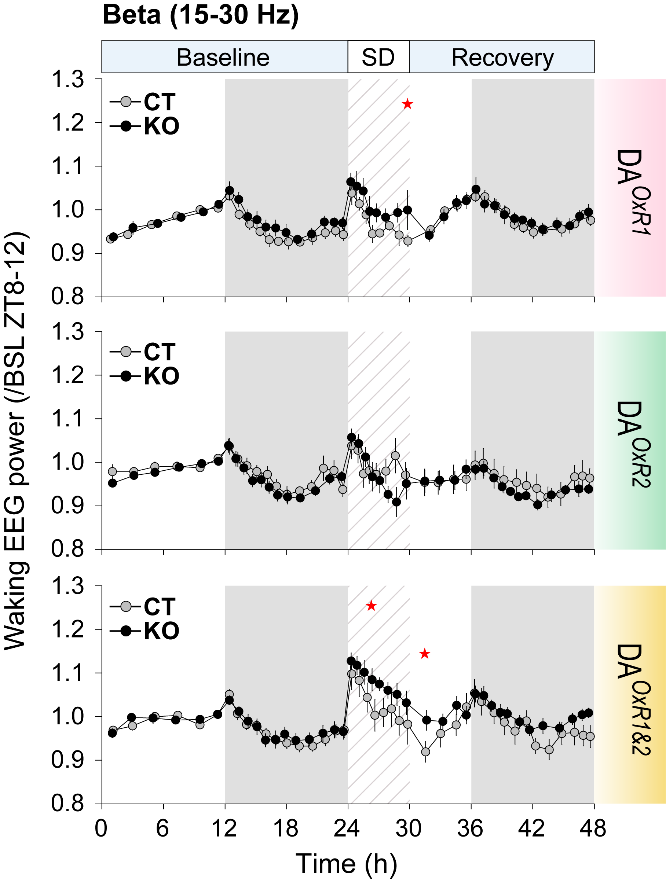 Beta (15-30 Hz)
Baseline SD Recovery
Waking EEG power (/BSL ZT8-12)
1.3
1.2
1.1
1.0
0.9
0.8
CT
KO
DA^OxR1
1.3
1.2
1.1
1.0
0.9
0.8
CT
KO
DA^OxR2
1.3
1.2
1.1
1.0
0.9
0.8
CT
KO
DA^OxR1&2
0 6 12 18 24 30 36 42 48
Time (h)